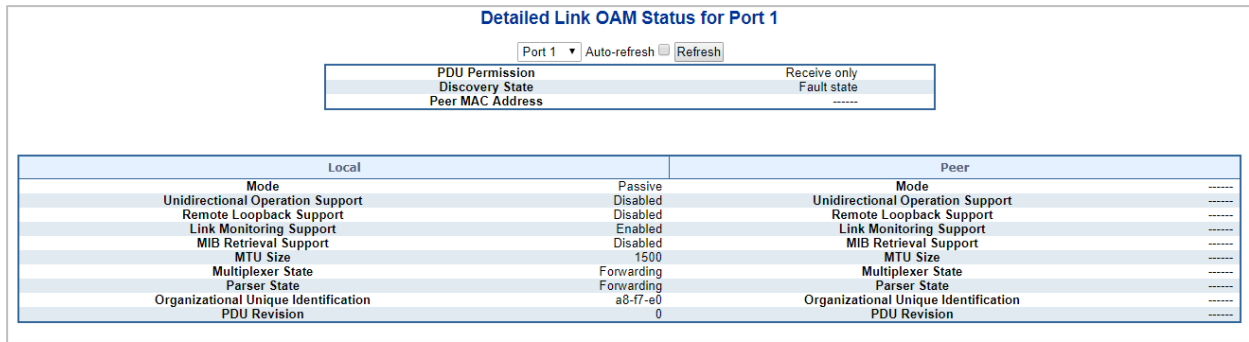 Detailed Link OAM Status for Port 1
Port 1 Auto-refresh Refresh
PDU Permission Receive only
Discovery State Fault state
Peer MAC Address ------
Local Peer
Mode Passive Mode ------
Unidirectional Operation Support Disabled Unidirectional Operation Support ------
Remote Loopback Support Disabled Remote Loopback Support ------
Link Monitoring Support Enabled Link Monitoring Support ------
MIB Retrieval Support Disabled MIB Retrieval Support ------
MTU Size 1500 MTU Size ------
Multiplexer State Forwarding Multiplexer State ------
Parser State Forwarding Parser State ------
Organizational Unique Identification a8-f7-e0 Organizational Unique Identification ------
PDU Revision 0 PDU Revision ------